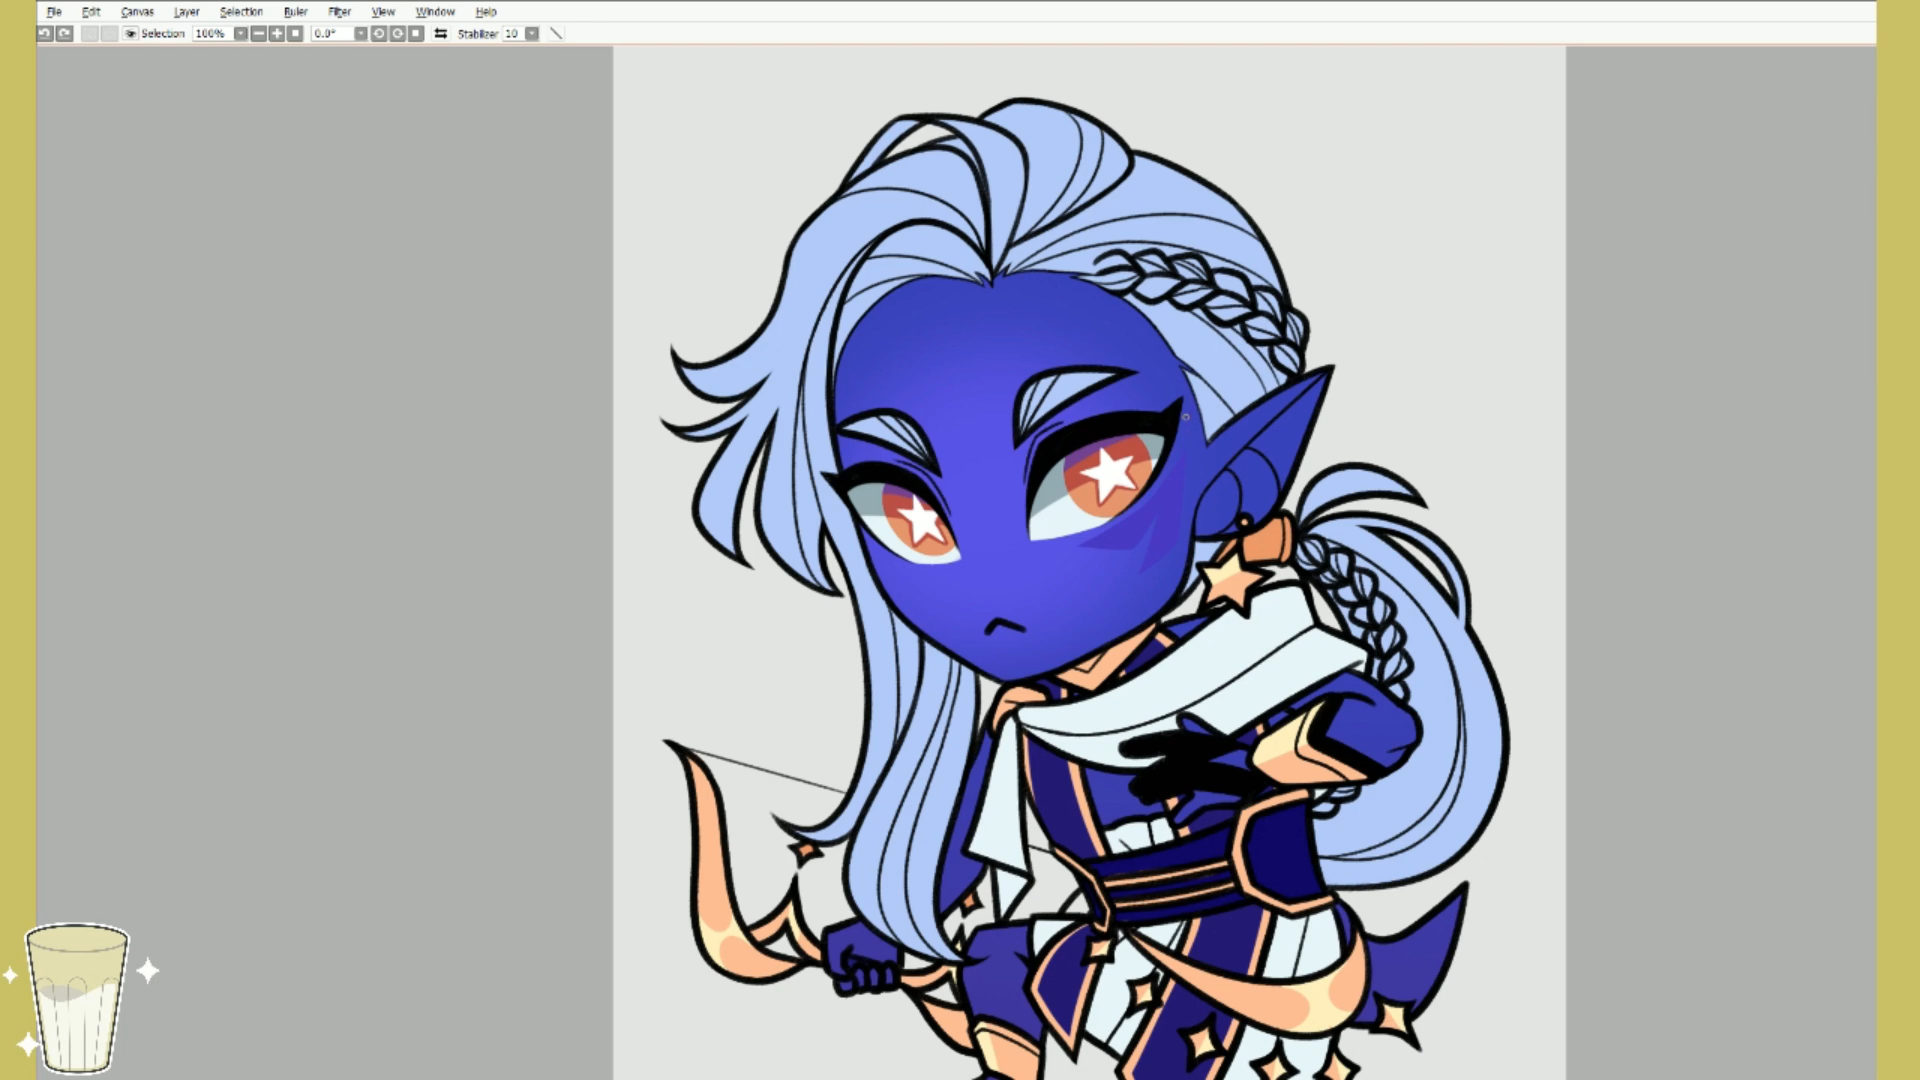 File Edit Canvas Layer Selection Ruler Filter View Window Help
Selection 100% 0.0° Stabilizer 10